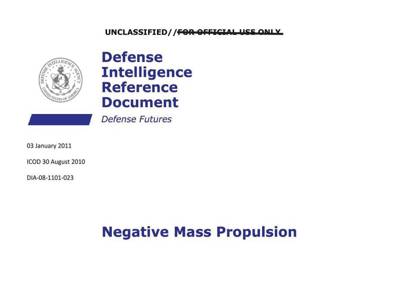 UNCLASSIFIED//FOR OFFICIAL USE ONLY
Defense
Intelligence
Reference
Document
Defense Futures
03 January 2011
ICOD 30 August 2010
DIA-08-1101-023
Negative Mass Propulsion